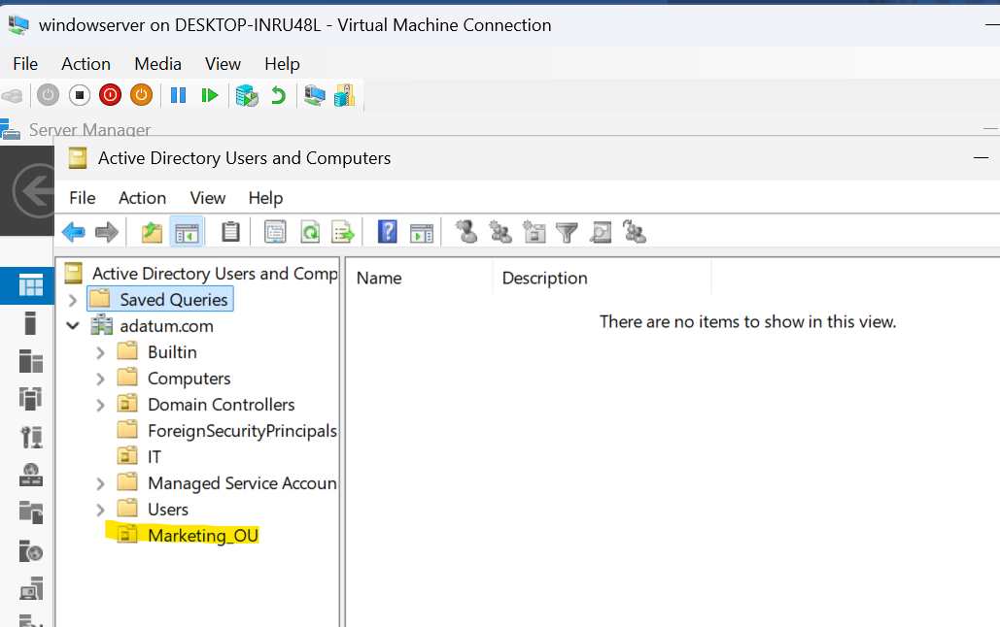 windowserver on DESKTOP-INRU48L - Virtual Machine Connection
File Action Media View Help
Server Manager
Active Directory Users and Computers
File Action View Help
Active Directory Users and Comp
Name Description
Saved Queries
There are no items to show in this view.
adatum.com
Builtin
Computers
Domain Controllers
ForeignSecurityPrincipals
IT
Managed Service Accoun
Users
Marketing_OU